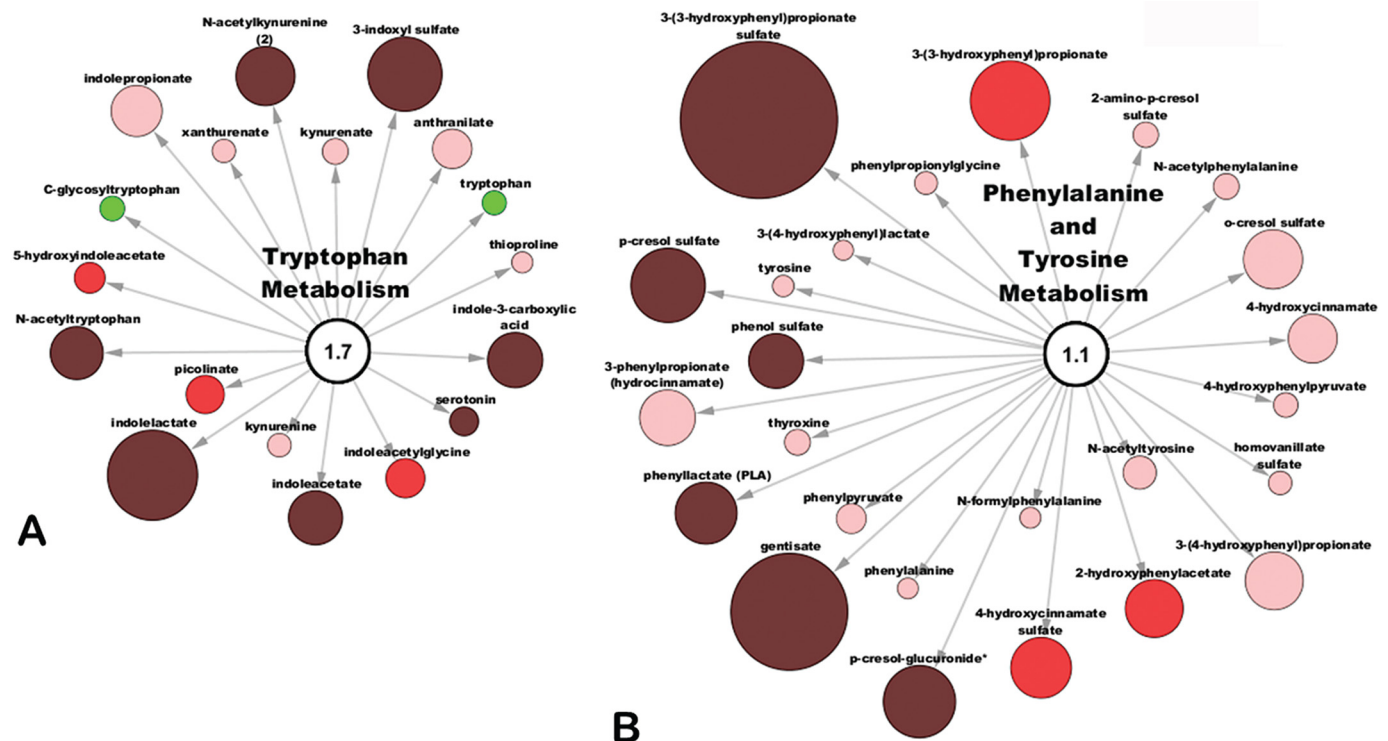 N-acetylkynurenine
(2)
3-indoxyl sulfate
indolepropionate
xanthurenate
kynurenate
anthranilate
C-glycosyltryptophan
tryptophan
5-hydroxyindoleacetate
thioproline
Tryptophan
Metabolism
N-acetyltryptophan
indole-3-carboxylic
acid
1.7
picolinate
serotonin
indolelactate
kynurenine
indoleacetylglycine
indoleacetate
A
3-(3-hydroxyphenyl)propionate
sulfate
3-(3-hydroxyphenyl)propionate
2-amino-p-cresol
sulfate
phenylpropionylglycine
N-acetylphenylalanine
Phenylalanine
and
Tyrosine
Metabolism
3-(4-hydroxyphenyl)lactate
o-cresol sulfate
p-cresol sulfate
tyrosine
4-hydroxycinnamate
phenol sulfate
1.1
3-phenylpropionate
(hydrocinnamate)
4-hydroxyphenylpyruvate
thyroxine
N-acetyltyrosine
homovanillate
sulfate
phenyllactate (PLA)
phenylpyruvate
N-formylphenylalanine
gentisate
3-(4-hydroxyphenyl)propionate
phenylalanine
2-hydroxyphenylacetate
4-hydroxycinnamate
sulfate
p-cresol-glucuronide*
B